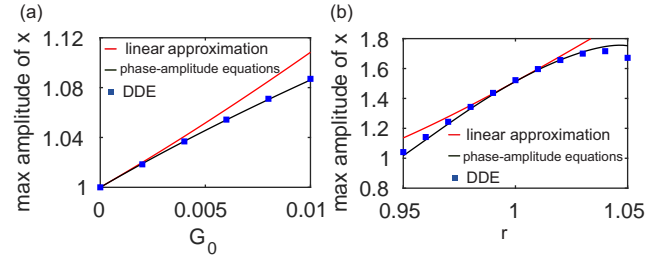 (a)
max amplitude of x
1.12
1.08
1.04
1
0
0.005
0.01
G0
linear approximation
phase-amplitude equations
DDE
(b)
max amplitude of x
1.8
1.6
1.4
1.2
1
0.8
0.95
1
1.05
r
linear approximation
phase-amplitude equations
DDE